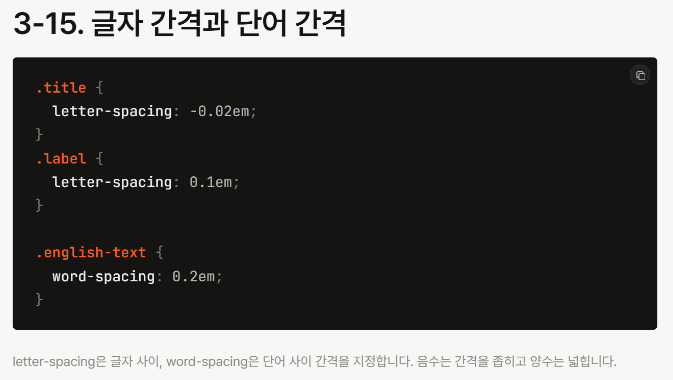 3-15. 글자 간격과 단어 간격
.title {
  letter-spacing: -0.02em;
}
.label {
  letter-spacing: 0.1em;
}

.english-text {
  word-spacing: 0.2em;
}
letter-spacing은 글자 사이, word-spacing은 단어 사이 간격을 지정합니다. 음수는 간격을 좁히고 양수는 넓힙니다.